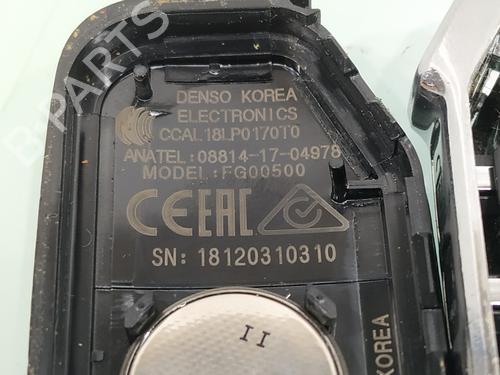 DENSO KOREA
ELECTRONICS
CCAL18LP0170T0
ANATEL:08814-17-04978
MODEL:FG00500
CE EAC
SN: 18120310310
II
KOREA
B-Parts